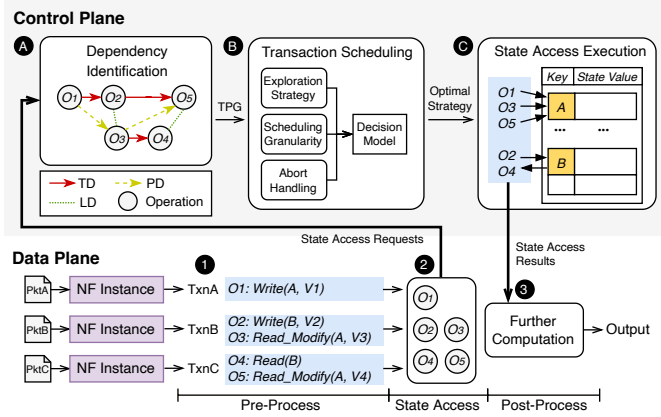 Control Plane
A
Dependency
Identification
O1
O2
O5
O3
O4
TD
PD
LD
Operation
TPG
B
Transaction Scheduling
Exploration
Strategy
Scheduling
Granularity
Abort
Handling
Decision
Model
Optimal
Strategy
C
State Access Execution
Key
State Value
O1
O3
O5
A
...
...
O2
O4
B
State Access Requests
State Access
Results
Data Plane
1
2
3
PktA
NF Instance
TxnA
O1: Write(A, V1)
PktB
NF Instance
TxnB
O2: Write(B, V2)
O3: Read_Modify(A, V3)
PktC
NF Instance
TxnC
O4: Read(B)
O5: Read_Modify(A, V4)
O1
O2
O3
O4
O5
Further
Computation
Output
Pre-Process
State Access
Post-Process